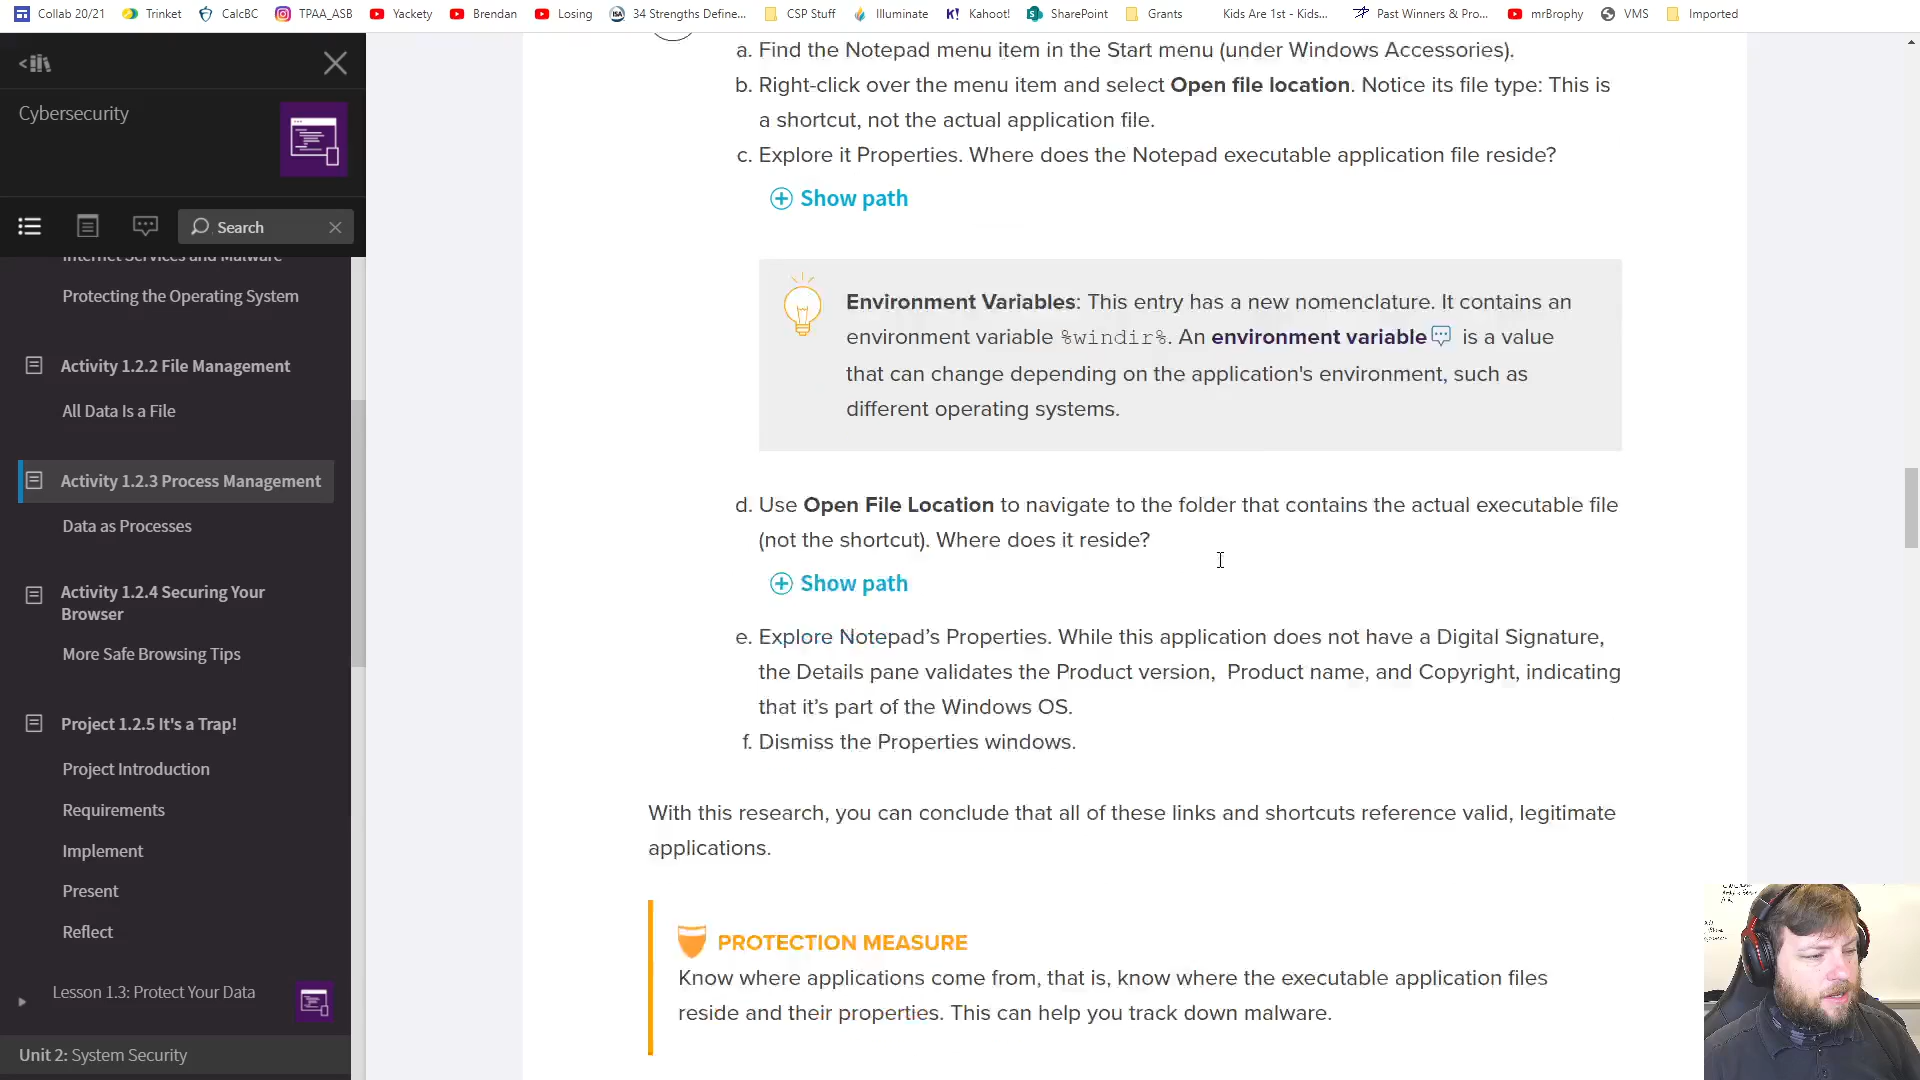 Collab 20/21 Trinket CalcBC TPAA_ASB Yackety Brendan Losing 34 Strengths Define... CSP Stuff Illuminate Kahoot! SharePoint Grants Kids Are 1st - Kids... Past Winners & Pro... mrBrophy VMS Imported
Cybersecurity
Search
Internet Services and Malware
Protecting the Operating System
Activity 1.2.2 File Management
All Data Is a File
Activity 1.2.3 Process Management
Data as Processes
Activity 1.2.4 Securing Your
Browser
More Safe Browsing Tips
Project 1.2.5 It's a Trap!
Project Introduction
Requirements
Implement
Present
Reflect
Lesson 1.3: Protect Your Data
Unit 2: System Security
a. Find the Notepad menu item in the Start menu (under Windows Accessories).
b. Right-click over the menu item and select Open file location. Notice its file type: This is
a shortcut, not the actual application file.
c. Explore it Properties. Where does the Notepad executable application file reside?
Show path
Environment Variables: This entry has a new nomenclature. It contains an
environment variable %windir%. An environment variable is a value
that can change depending on the application's environment, such as
different operating systems.
d. Use Open File Location to navigate to the folder that contains the actual executable file
(not the shortcut). Where does it reside?
Show path
e. Explore Notepad’s Properties. While this application does not have a Digital Signature,
the Details pane validates the Product version, Product name, and Copyright, indicating
that it’s part of the Windows OS.
f. Dismiss the Properties windows.
With this research, you can conclude that all of these links and shortcuts reference valid, legitimate
applications.
PROTECTION MEASURE
Know where applications come from, that is, know where the executable application files
reside and their properties. This can help you track down malware.